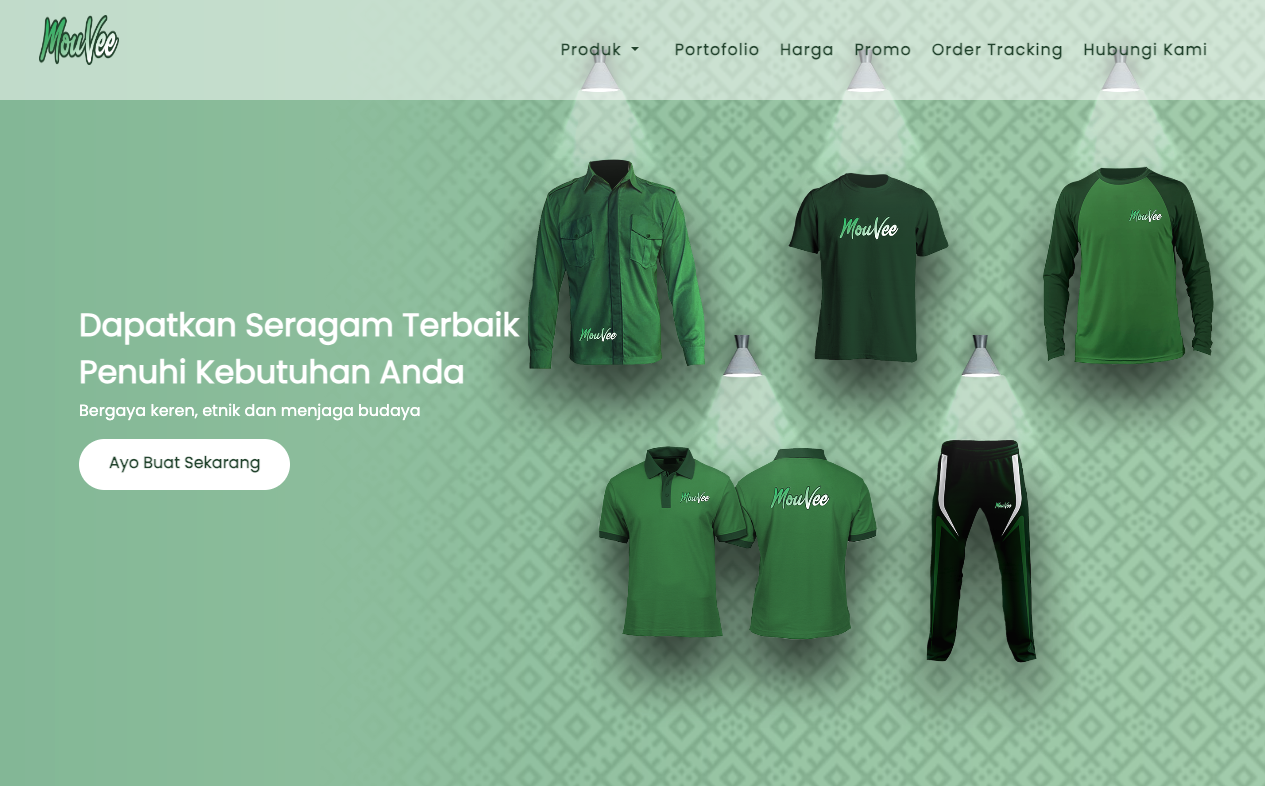 MouVee
Produk
Portofolio
Harga
Promo
Order Tracking
Hubungi Kami
MouVee
MouVee
MouVee
Dapatkan Seragam Terbaik
Penuhi Kebutuhan Anda
Bergaya keren, etnik dan menjaga budaya
Ayo Buat Sekarang
MouVee
MouVee
MouVee